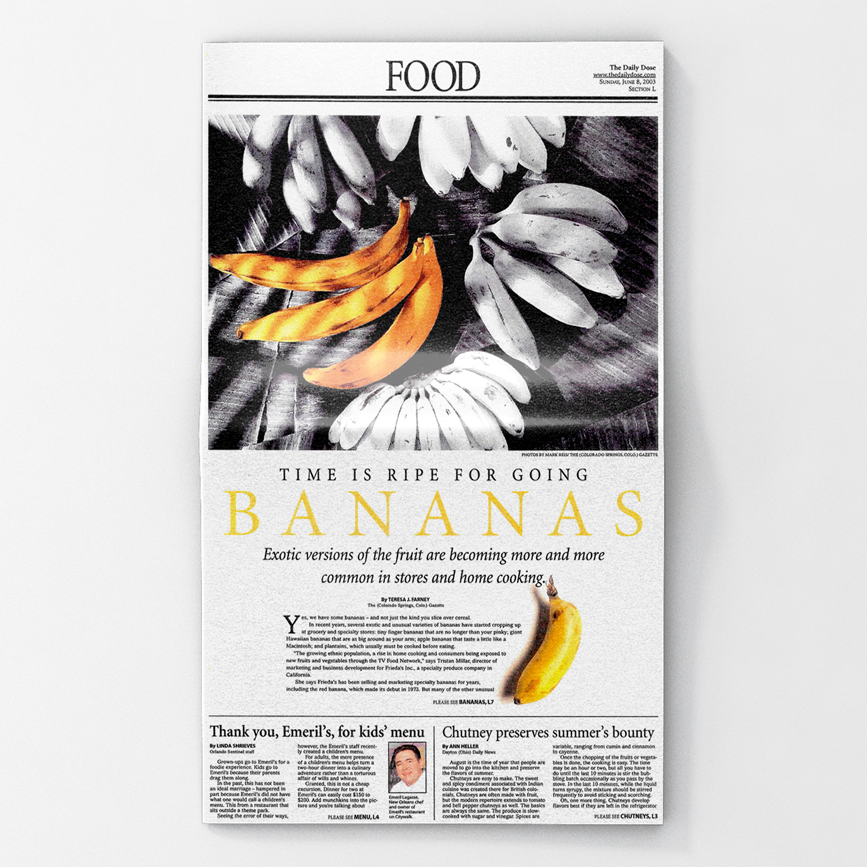 FOOD
The Daily Dose
www.thedailydose.com
Sunday, June 8, 2003
Section L
PHOTOS BY MARK REIS/ THE (COLORADO SPRINGS, COLO.) GAZETTE
TIME IS RIPE FOR GOING
BANANAS
Exotic versions of the fruit are becoming more and more
common in stores and home cooking.
By TERESA J. FARNEY
The (Colorado Springs, Colo.) Gazette
Yes, we have some bananas – and not just the kind you slice over cereal.
In recent years, several exotic and unusual varieties of bananas have started cropping up
at grocery and specialty stores: tiny finger bananas that are no longer than your pinky; giant
Hawaiian bananas that are as big around as your arm; apple bananas that taste a little like a
Macintosh; and plantains, which usually must be cooked before eating.
"The growing ethnic population, a rise in home cooking and consumers being exposed to
new fruits and vegetables through the TV Food Network," says Tristan Millar, director of
marketing and business development for Frieda's Inc., a specialty produce company in
California.
She says Frieda's has been selling and marketing specialty bananas for years,
including the red banana, which made its debut in 1973. But many of the other unusual
PLEASE SEE BANANAS, L7
Thank you, Emeril's, for kids' menu
By LINDA SHRIEVES
Orlando Sentinel staff
Grown-ups go to Emeril's for a
foodie experience. Kids go to
Emeril's because their parents
drag them along.
In the past, this has not been
an ideal marriage – hampered in
part because Emeril's did not have
what one would call a children's
menu. This from a restaurant that
sits outside a theme park.
Seeing the error of their ways,
however, the Emeril's staff recent-
ly created a children's menu.
For adults, the mere presence
of a children's menu helps turn a
two-hour dinner into a culinary
adventure rather than a torturous
affair of wills and whines.
Granted, this is not a cheap
excursion. Dinner for two at
Emeril's can easily cost $150 to
$200. Add munchkins into the pic-
ture and you're talking about
PLEASE SEE MENU, L4
Emeril Lagasse,
New Orleans chef
and owner of
Emeril's restaurant
on Citywalk.
Chutney preserves summer's bounty
By ANN HELLER
Dayton (Ohio) Daily News
August is the time of year that people are
moved to go into the kitchen and preserve
the flavors of summer.
Chutneys are easy to make. The sweet
and spicy medley associated with Indian
cuisine was created there for British colo-
nials. Chutneys are often made with fruit,
but the modern repertoire extends to tomato
and bell pepper chutneys as well. The basics
are always the same. The produce is slow-
cooked with sugar and vinegar. Spices are
variable, ranging from cumin and cinnamon
to cayenne.
Once the chopping of the fruits or vegeta-
bles is done, the cooking is easy. The time
may be an hour or two, but all you have to
do until the last 10 minutes is stir the bub-
bling batch occasionally as you pass by the
stove. In the last 10 minutes, while the liquid
turns syrupy, the mixture should be stirred
frequently to avoid sticking and scorching.
Oh, one more thing. Chutneys develop
flavors best if they are left in the refrigerator
PLEASE SEE CHUTNEYS, L3